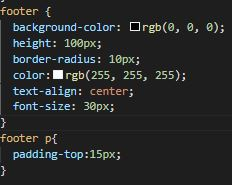 footer {
background-color: rgb(0, 0, 0);
height: 100px;
border-radius: 10px;
color:rgb(255, 255, 255);
text-align: center;
font-size: 30px;
}
footer p{
padding-top:15px;
}